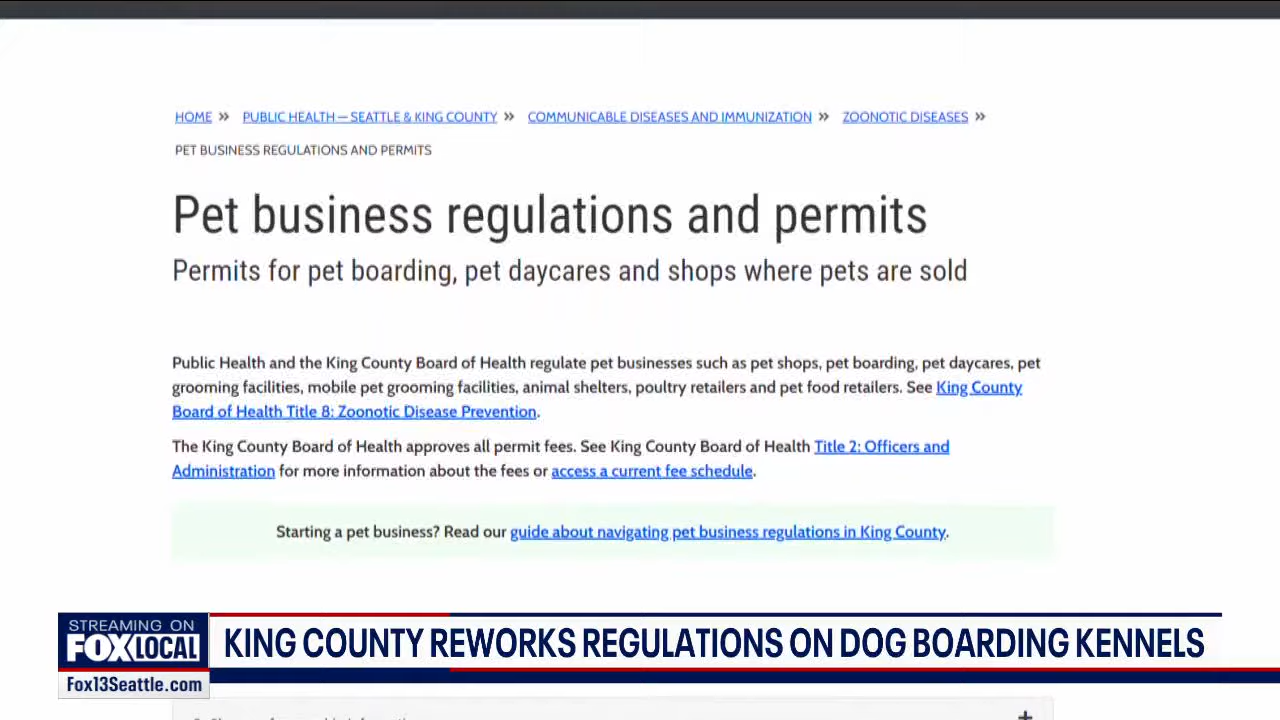 HOME » PUBLIC HEALTH — SEATTLE & KING COUNTY » COMMUNICABLE DISEASES AND IMMUNIZATION » ZOONOTIC DISEASES »
PET BUSINESS REGULATIONS AND PERMITS
Pet business regulations and permits
Permits for pet boarding, pet daycares and shops where pets are sold
Public Health and the King County Board of Health regulate pet businesses such as pet shops, pet boarding, pet daycares, pet
grooming facilities, mobile pet grooming facilities, animal shelters, poultry retailers and pet food retailers. See King County
Board of Health Title 8: Zoonotic Disease Prevention.
The King County Board of Health approves all permit fees. See King County Board of Health Title 2: Officers and
Administration for more information about the fees or access a current fee schedule.
Starting a pet business? Read our guide about navigating pet business regulations in King County.
STREAMING ON
FOX LOCAL
KING COUNTY REWORKS REGULATIONS ON DOG BOARDING KENNELS
Fox13Seattle.com